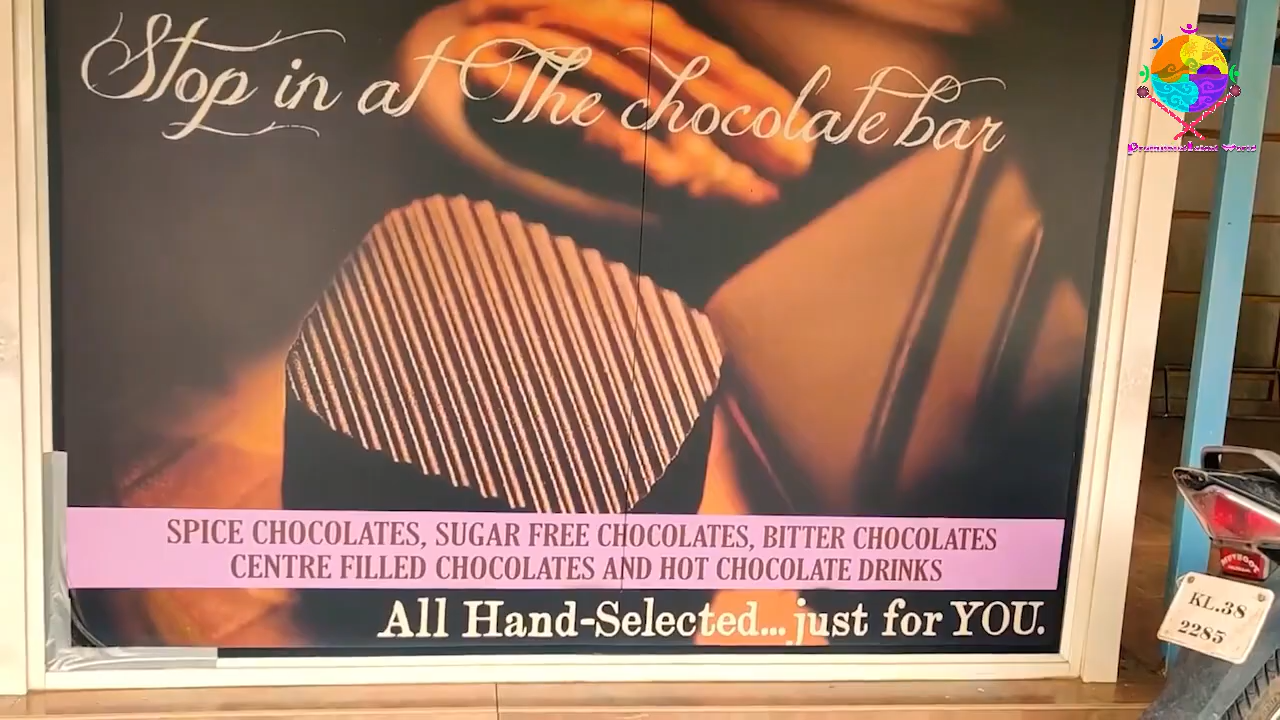 Stop in at The chocolate bar
SPICE CHOCOLATES, SUGAR FREE CHOCOLATES, BITTER CHOCOLATES
CENTRE FILLED CHOCOLATES AND HOT CHOCOLATE DRINKS
All Hand-Selected... just for YOU.
KL.38
2285
World